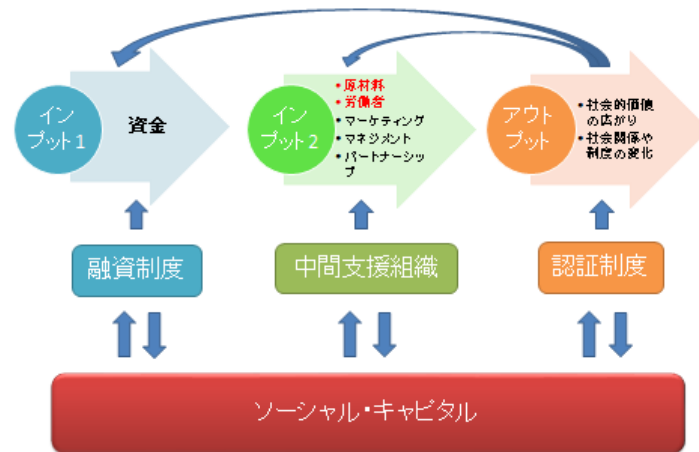 イン
プット1
資金
イン
プット2
•原材料
•労働者
•マーケティング
•マネジメント
•パートナーシッ
プ
アウト
プット
•社会的価値
の広がり
•社会関係や
制度の変化
融資制度
中間支援組織
認証制度
ソーシャル・キャピタル